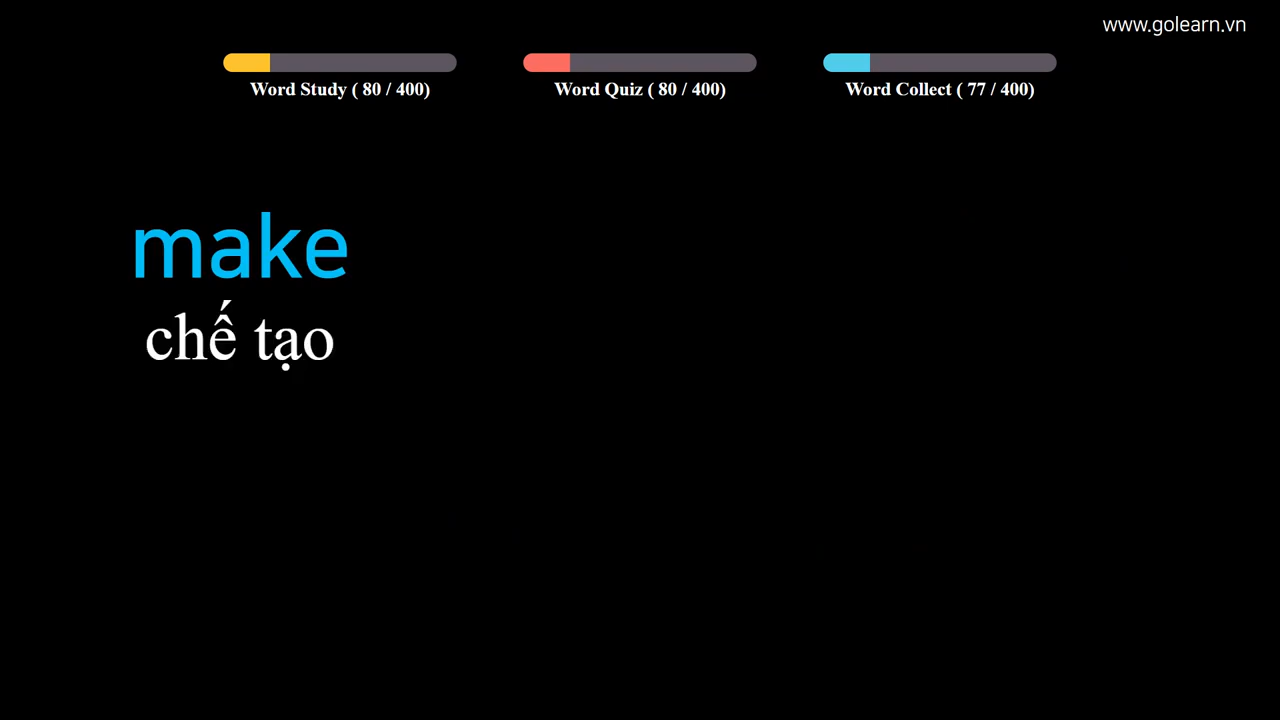 www.golearn.vn
Word Study ( 80 / 400)
Word Quiz ( 80 / 400)
Word Collect ( 77 / 400)
make
chế tạo